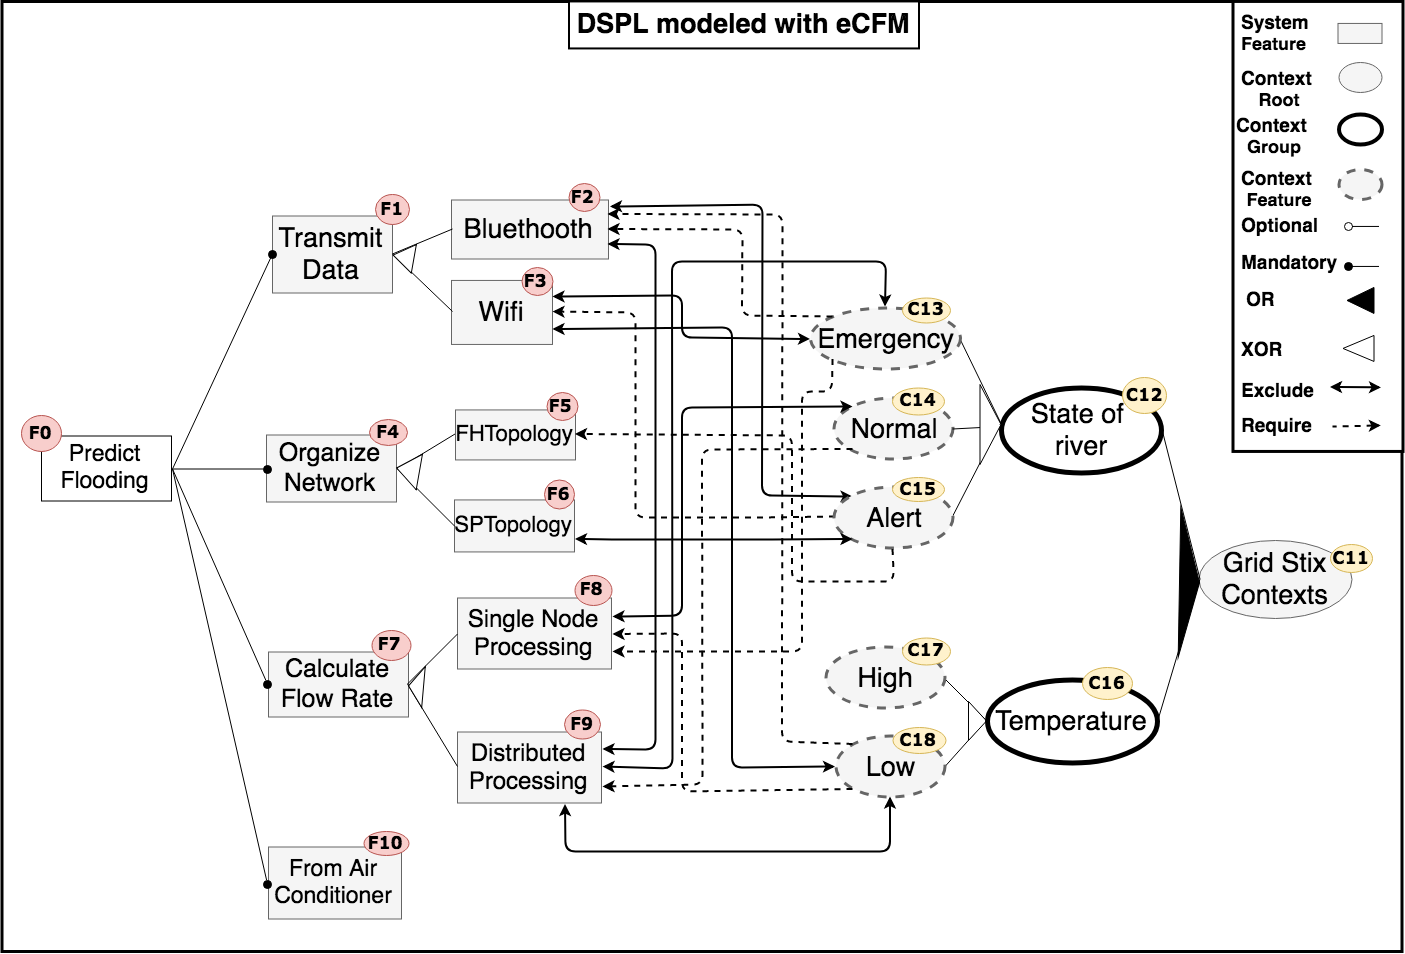 DSPL modeled with eCFM
System
Feature
Context
Root
Context
Group
Context
Feature
Optional
Mandatory
OR
XOR
Exclude
Require
F0
Predict
Flooding
F1
Transmit
Data
F2
Bluethooth
F3
Wifi
F4
Organize
Network
F5
FHTopology
F6
SPTopology
F7
Calculate
Flow Rate
F8
Single Node
Processing
F9
Distributed
Processing
F10
From Air
Conditioner
C13
Emergency
C14
Normal
C15
Alert
C12
State of
river
C17
High
C18
Low
C16
Temperature
C11
Grid Stix
Contexts